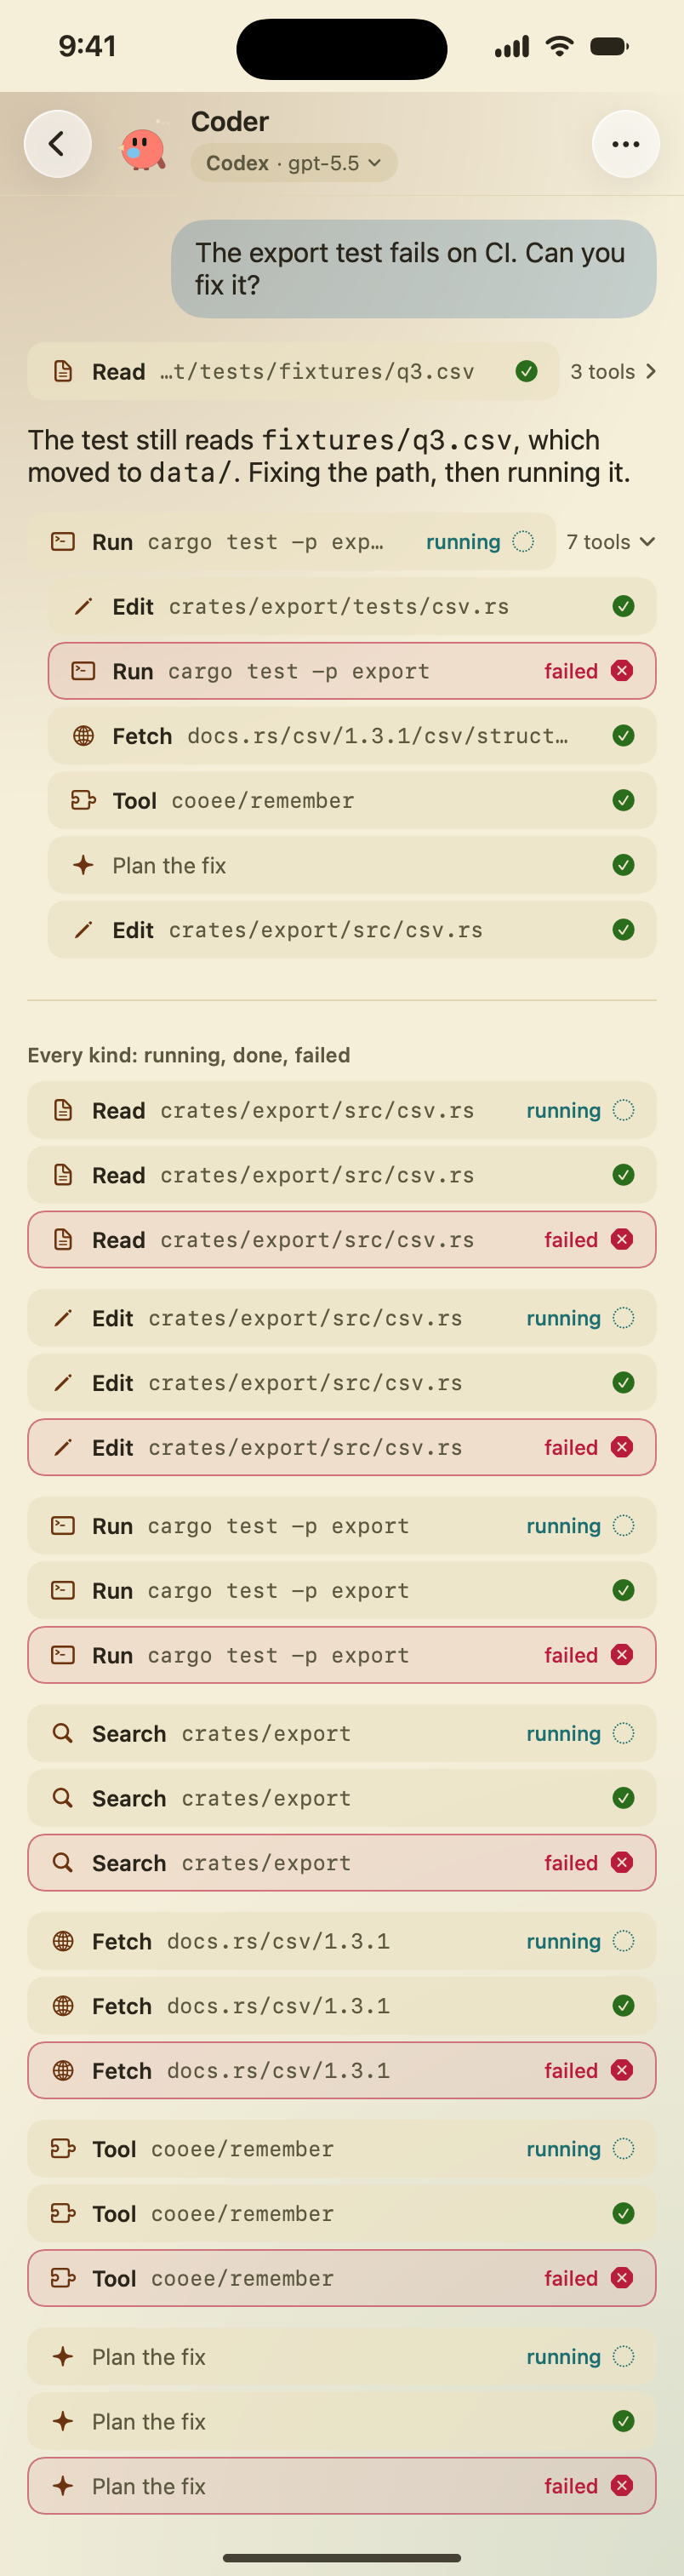 9:41
Coder
Codex · gpt-5.5
The export test fails on CI. Can you
fix it?
Read …t/tests/fixtures/q3.csv 3 tools
The test still reads fixtures/q3.csv, which
moved to data/. Fixing the path, then running it.
Run cargo test -p exp… running 7 tools
Edit crates/export/tests/csv.rs
Run cargo test -p export failed
Fetch docs.rs/csv/1.3.1/csv/struct…
Tool cooee/remember
Plan the fix
Edit crates/export/src/csv.rs
Every kind: running, done, failed
Read crates/export/src/csv.rs running
Read crates/export/src/csv.rs
Read crates/export/src/csv.rs failed
Edit crates/export/src/csv.rs running
Edit crates/export/src/csv.rs
Edit crates/export/src/csv.rs failed
Run cargo test -p export running
Run cargo test -p export
Run cargo test -p export failed
Search crates/export running
Search crates/export
Search crates/export failed
Fetch docs.rs/csv/1.3.1 running
Fetch docs.rs/csv/1.3.1
Fetch docs.rs/csv/1.3.1 failed
Tool cooee/remember running
Tool cooee/remember
Tool cooee/remember failed
Plan the fix running
Plan the fix
Plan the fix failed